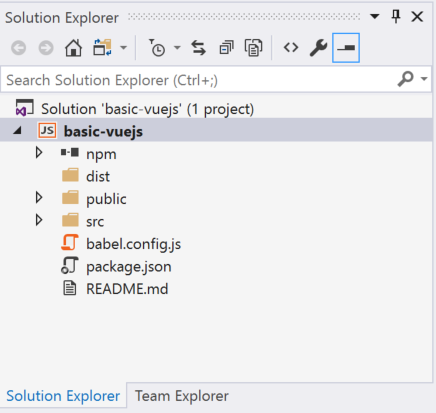 Solution Explorer
Search Solution Explorer (Ctrl+;)
Solution 'basic-vuejs' (1 project)
JS basic-vuejs
npm
dist
public
src
babel.config.js
package.json
README.md
Solution Explorer Team Explorer